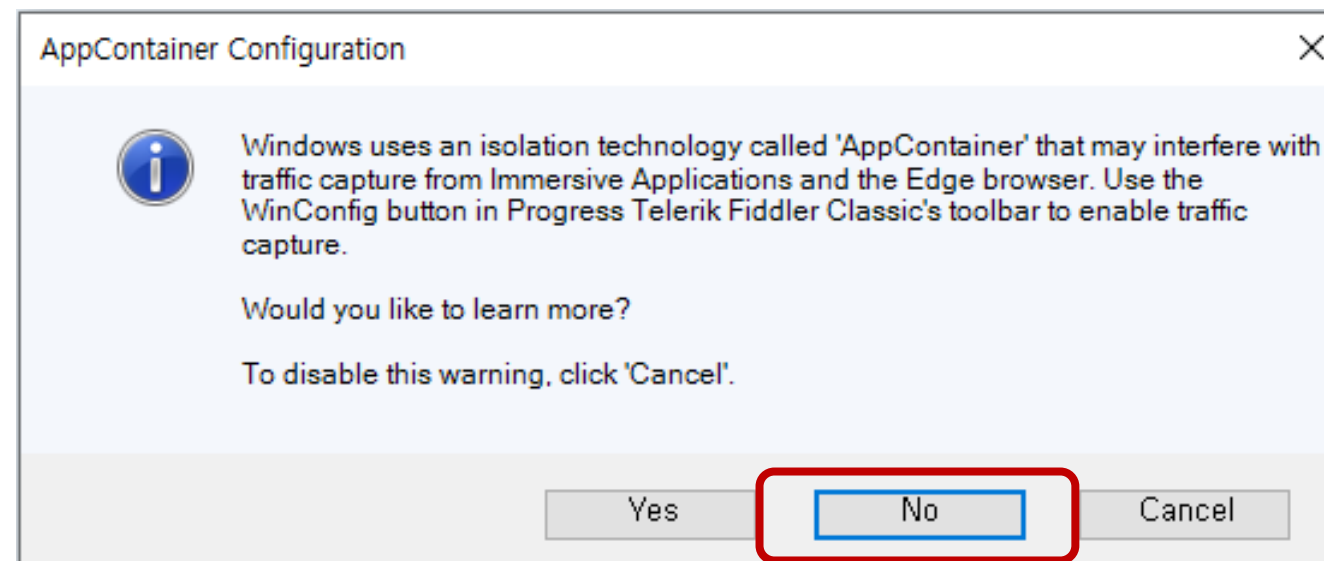 AppContainer Configuration
Windows uses an isolation technology called 'AppContainer' that may interfere with
traffic capture from Immersive Applications and the Edge browser. Use the
WinConfig button in Progress Telerik Fiddler Classic's toolbar to enable traffic
capture.
Would you like to learn more?
To disable this warning, click 'Cancel'.
Yes
No
Cancel